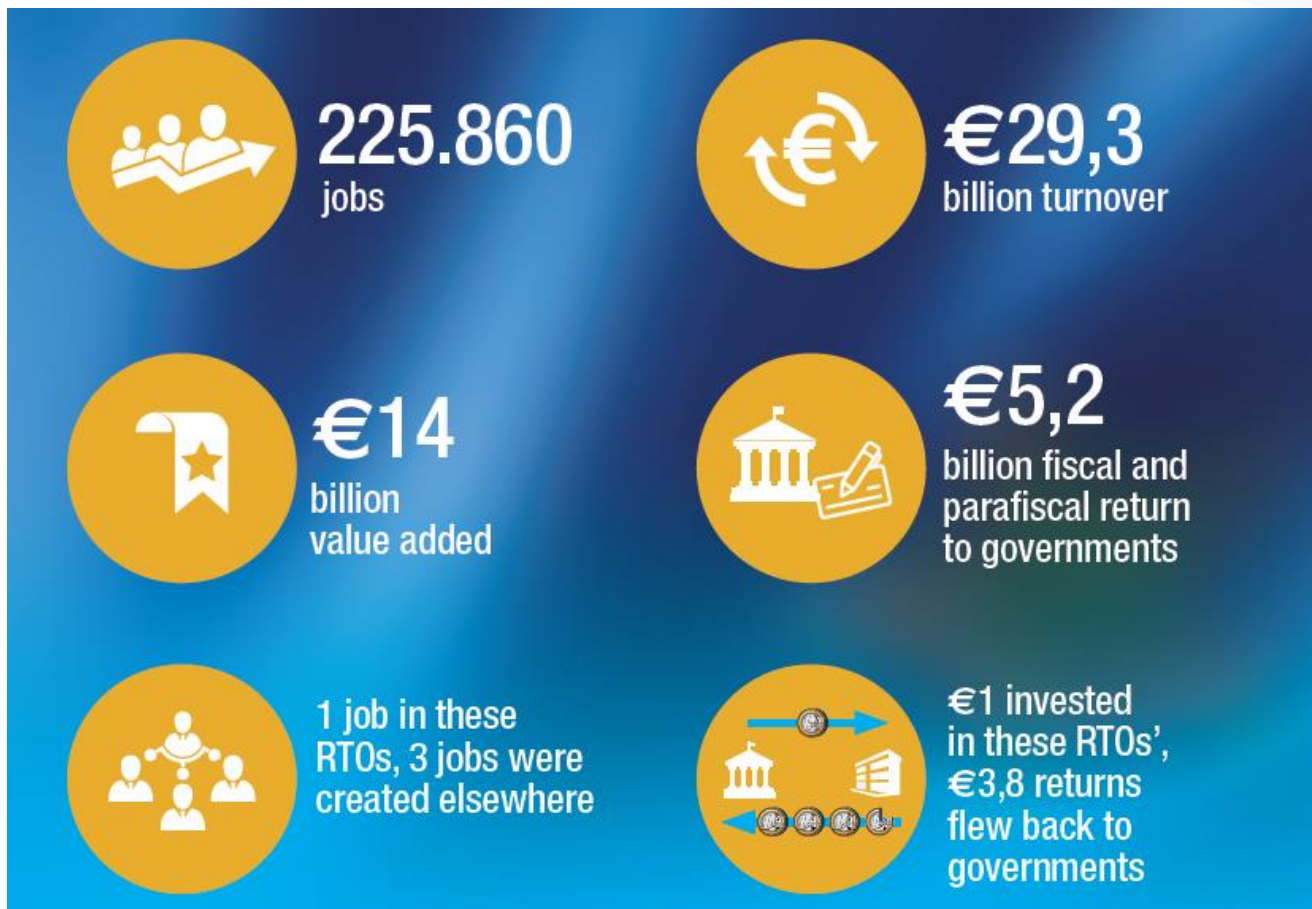 225.860
jobs
€29,3
billion turnover
€14
billion
value added
€5,2
billion fiscal and
parafiscal return
to governments
1 job in these
RTOs, 3 jobs were
created elsewhere
€1 invested
in these RTOs’,
€3,8 returns
flew back to
governments